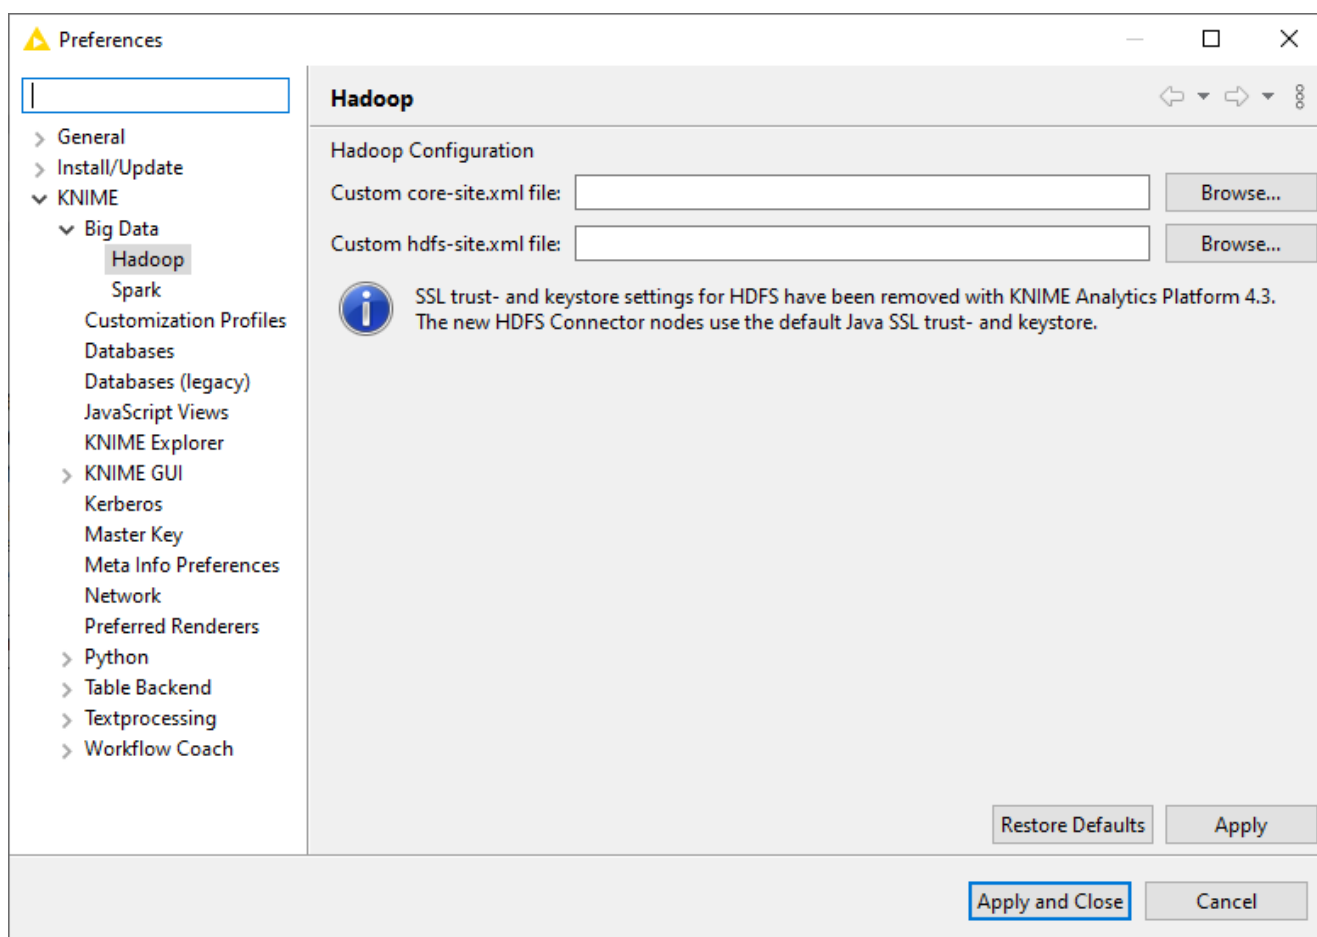 Preferences
General
Install/Update
KNIME
Big Data
Hadoop
Spark
Customization Profiles
Databases
Databases (legacy)
JavaScript Views
KNIME Explorer
KNIME GUI
Kerberos
Master Key
Meta Info Preferences
Network
Preferred Renderers
Python
Table Backend
Textprocessing
Workflow Coach
Hadoop
Hadoop Configuration
Custom core-site.xml file:
Browse...
Custom hdfs-site.xml file:
Browse...
SSL trust- and keystore settings for HDFS have been removed with KNIME Analytics Platform 4.3.
The new HDFS Connector nodes use the default Java SSL trust- and keystore.
Restore Defaults
Apply
Apply and Close
Cancel